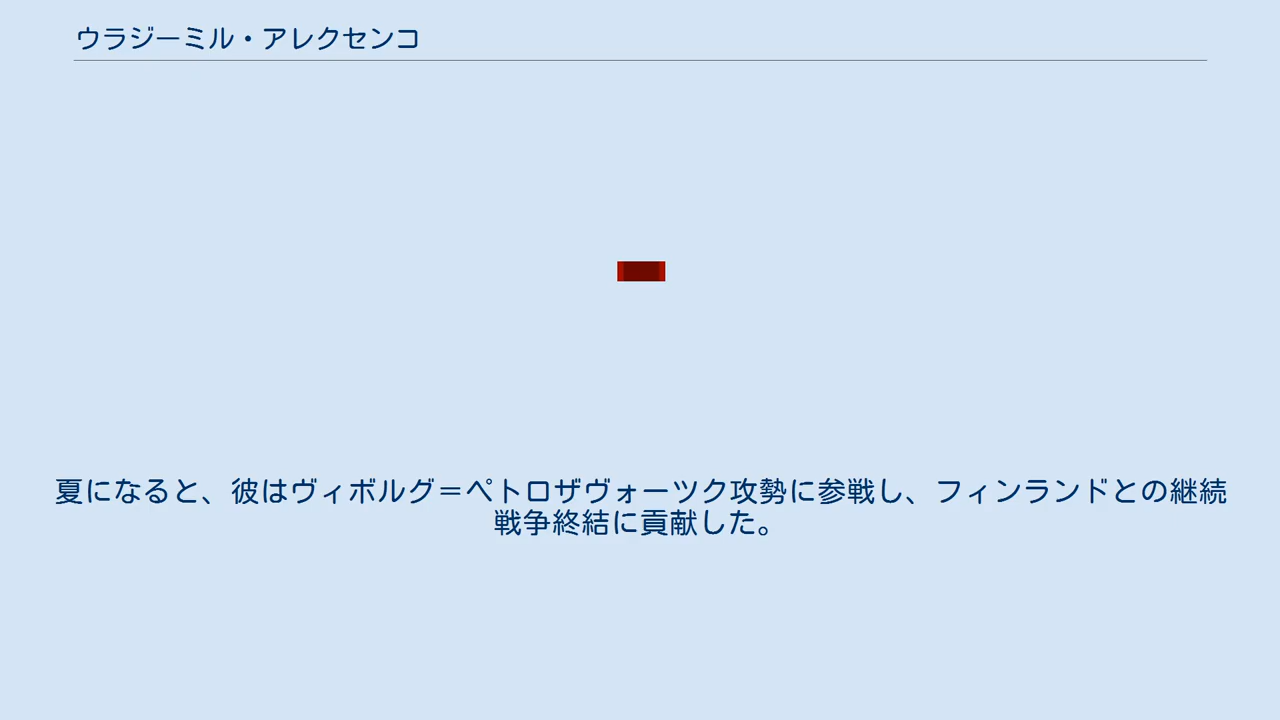 ウラジーミル・アレクセンコ
夏になると、彼はヴィボルグ＝ペトロザヴォーツク攻勢に参戦し、フィンランドとの継続
戦争終結に貢献した。